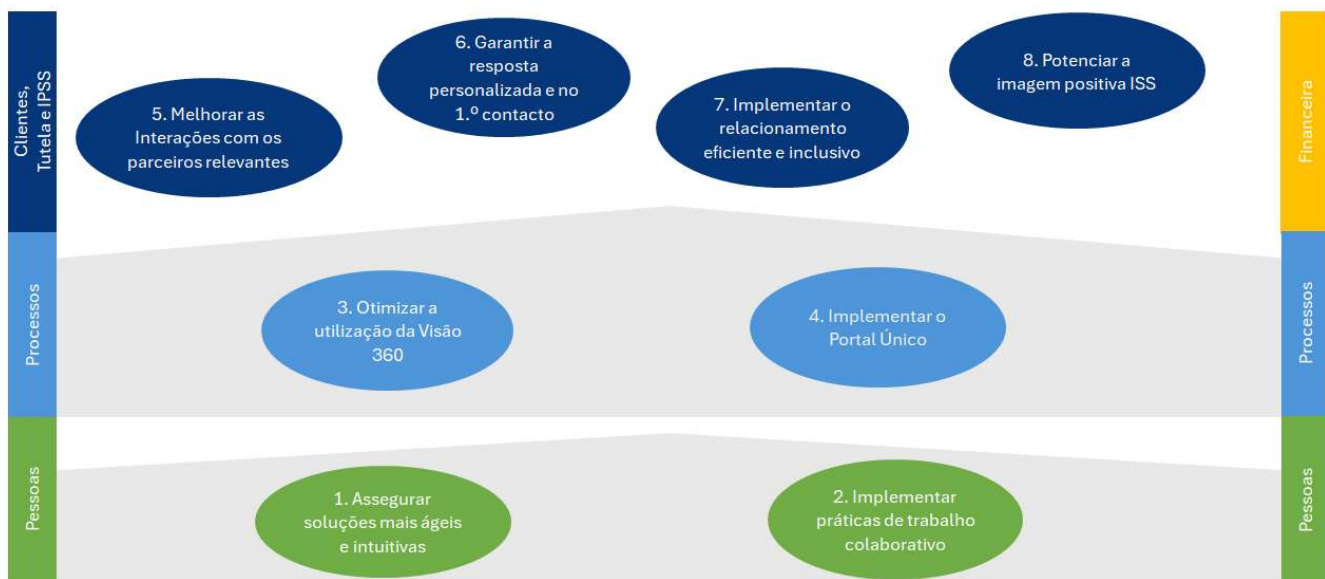 Clientes,
Tutela e IPSS
5. Melhorar as
Interações com os
parceiros relevantes
6. Garantir a
resposta
personalizada e no
1.º contacto
7. Implementar o
relacionamento
eficiente e inclusivo
8. Potenciar a
imagem positiva ISS
Financeira
Processos
3. Otimizar a
utilização da Visão
360
4. Implementar o
Portal Único
Processos
Pessoas
1. Assegurar
soluções mais ágeis
e intuitivas
2. Implementar
práticas de trabalho
colaborativo
Pessoas